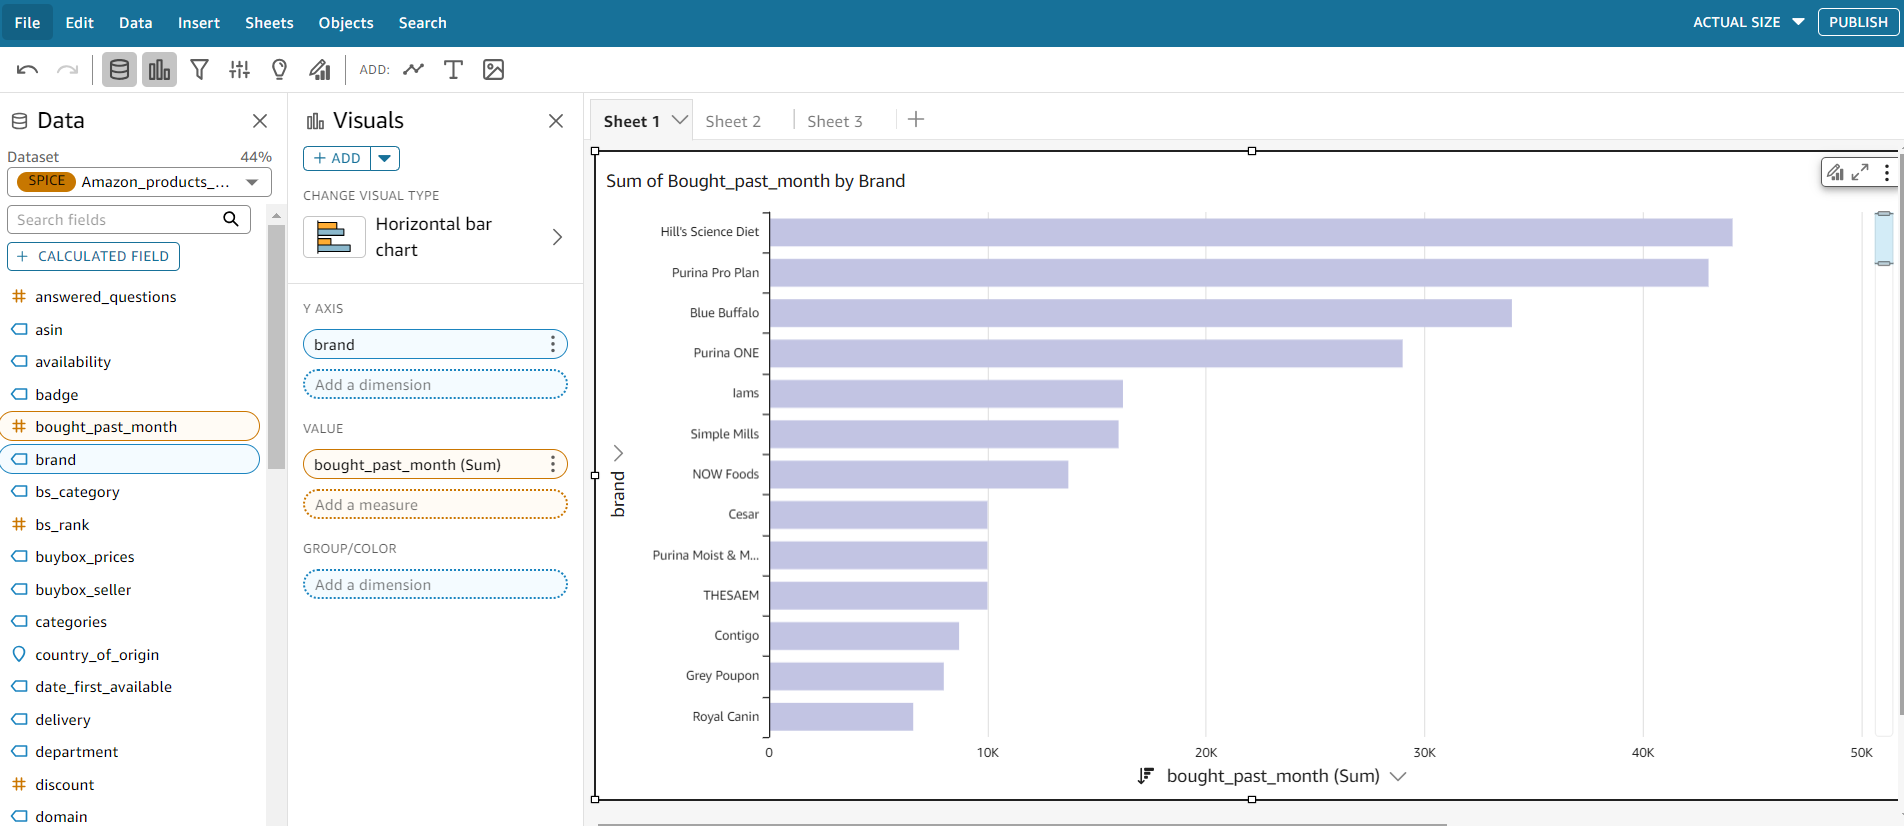 File Edit Data Insert Sheets Objects Search ACTUAL SIZE PUBLISH
ADD:
Data
Dataset 44%
SPICE Amazon_products_...
Search fields
+ CALCULATED FIELD
answered_questions
asin
availability
badge
bought_past_month
brand
bs_category
bs_rank
buybox_prices
buybox_seller
categories
country_of_origin
date_first_available
delivery
department
discount
domain
Visuals
+ ADD
CHANGE VISUAL TYPE
Horizontal bar
chart
Y AXIS
brand
Add a dimension
VALUE
bought_past_month (Sum)
Add a measure
GROUP/COLOR
Add a dimension
Sheet 1 Sheet 2 Sheet 3
Sum of Bought_past_month by Brand
brand
Hill's Science Diet
Purina Pro Plan
Blue Buffalo
Purina ONE
Iams
Simple Mills
NOW Foods
Cesar
Purina Moist & M...
THESAEM
Contigo
Grey Poupon
Royal Canin
0 10K 20K 30K 40K 50K
bought_past_month (Sum)